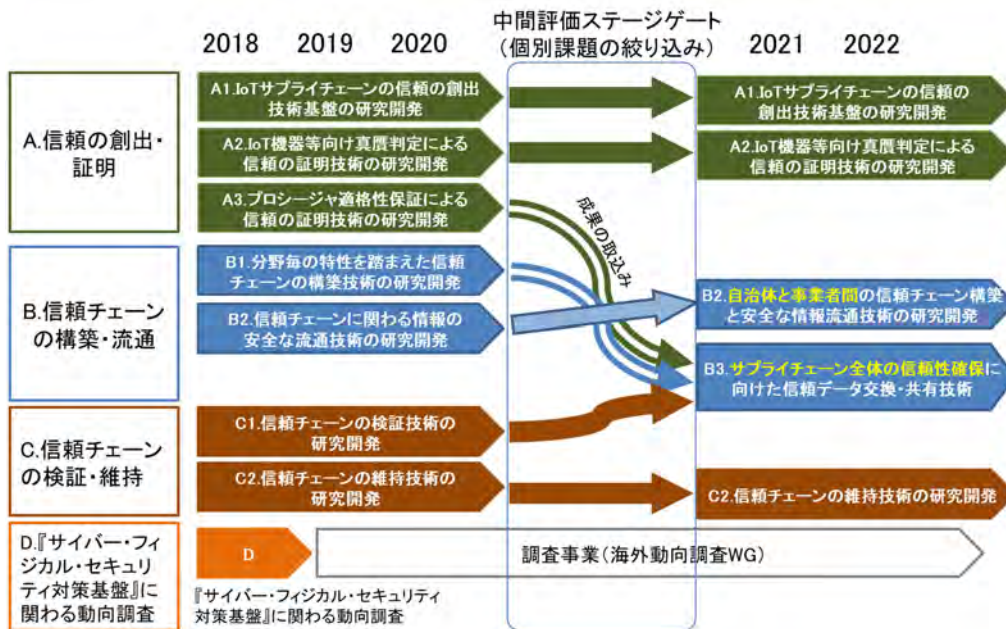 中間評価ステージゲート
(個別課題の絞り込み)
2018 2019 2020
2021 2022
A.信頼の創出・
証明
A1.IoTサプライチェーンの信頼の創出
技術基盤の研究開発
A1.IoTサプライチェーンの信頼の
創出技術基盤の研究開発
A2.IoT機器等向け真贋判定による
信頼の証明技術の研究開発
A2.IoT機器等向け真贋判定による
信頼の証明技術の研究開発
A3.プロシージャ適格性保証による
信頼の証明技術の研究開発
成果の取込み
B.信頼チェーン
の構築・流通
B1.分野毎の特性を踏まえた信頼
チェーンの構築技術の研究開発
B2.信頼チェーンに関わる情報の
安全な流通技術の研究開発
B2.自治体と事業者間の信頼チェーン構築
と安全な情報流通技術の研究開発
B3.サプライチェーン全体の信頼性確保に
向けた信頼データ交換・共有技術
C.信頼チェーン
の検証・維持
C1.信頼チェーンの検証技術の
研究開発
C2.信頼チェーンの維持技術の
研究開発
C2.信頼チェーンの維持技術の研究開発
D.『サイバー・フィ
ジカル・セキュリ
ティ対策基盤』に
関わる動向調査
D
調査事業(海外動向調査WG)
『サイバー・フィジカル・セキュリティ
対策基盤』に関わる動向調査